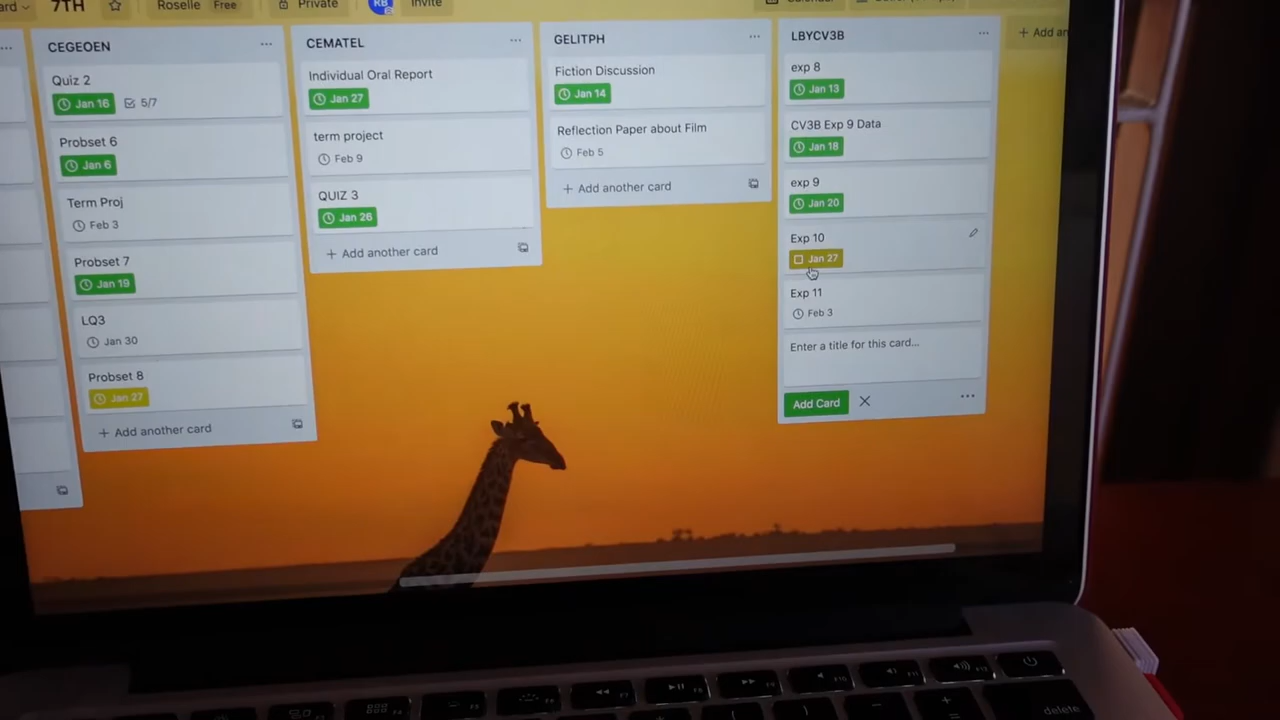 7TH
Roselle
Free
Private
RB
Invite
CEGEOEN
Quiz 2
Jan 16
5/7
Probset 6
Jan 6
Term Proj
Feb 3
Probset 7
Jan 19
LQ3
Jan 30
Probset 8
Jan 27
+ Add another card
CEMATEL
Individual Oral Report
Jan 27
term project
Feb 9
QUIZ 3
Jan 26
+ Add another card
GELITPH
Fiction Discussion
Jan 14
Reflection Paper about Film
Feb 5
+ Add another card
LBYCV3B
exp 8
Jan 13
CV3B Exp 9 Data
Jan 18
exp 9
Jan 20
Exp 10
Jan 27
Exp 11
Feb 3
Enter a title for this card...
Add Card
+ Add
delete